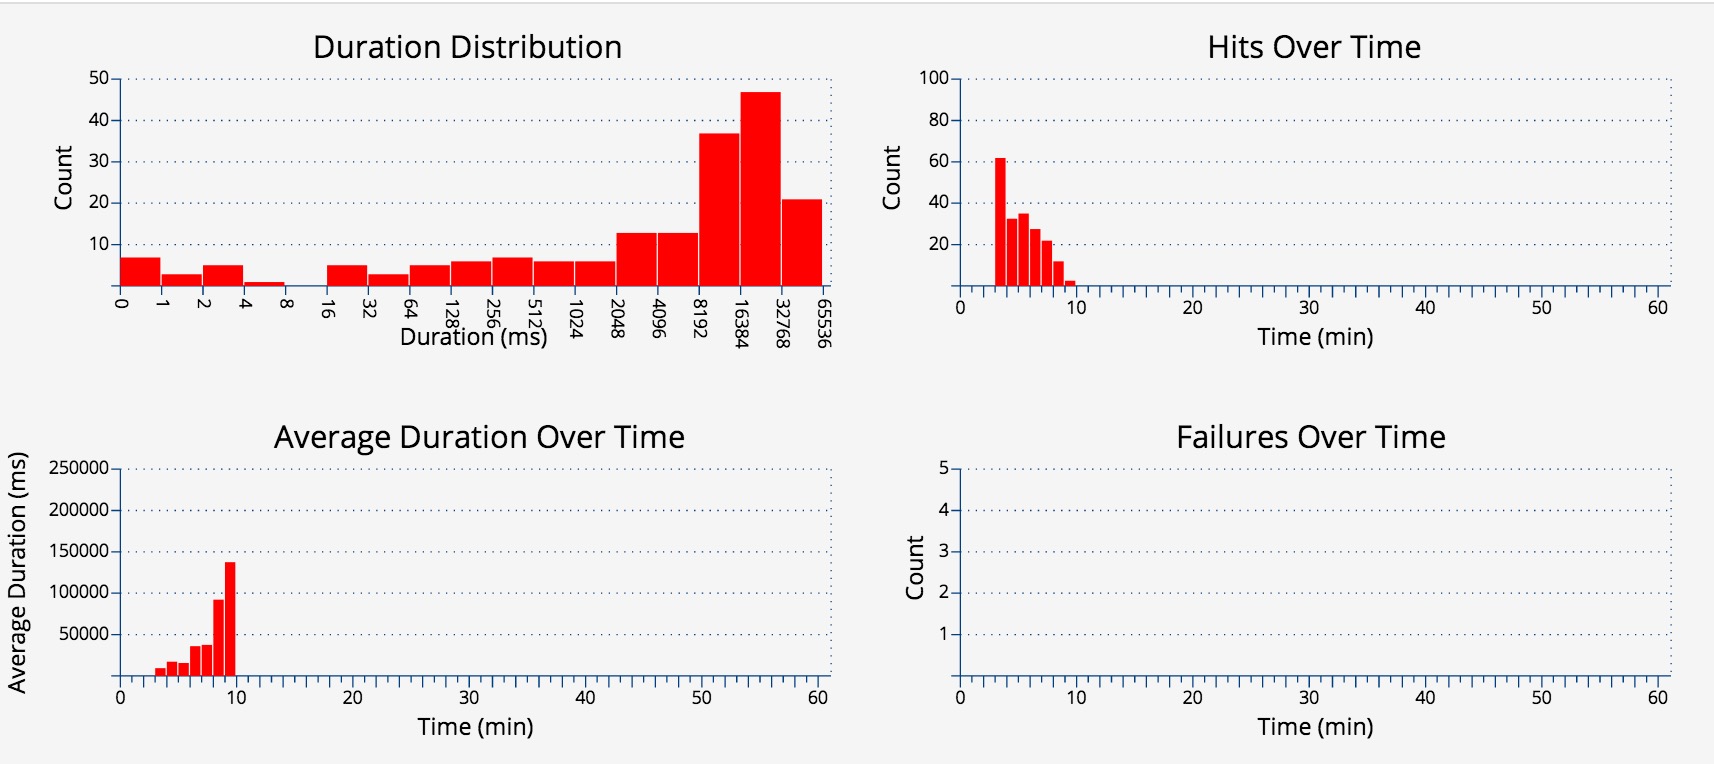 Duration Distribution
50
40
30
20
10
Count
0 1 2 4 8 16 32 64 128 256 512 1024 2048 4096 8192 16384 32768 65536
Duration (ms)
Hits Over Time
100
80
60
40
20
Count
0 10 20 30 40 50 60
Time (min)
Average Duration Over Time
250000
200000
150000
100000
50000
Average Duration (ms)
0 10 20 30 40 50 60
Time (min)
Failures Over Time
5
4
3
2
1
Count
0 10 20 30 40 50 60
Time (min)